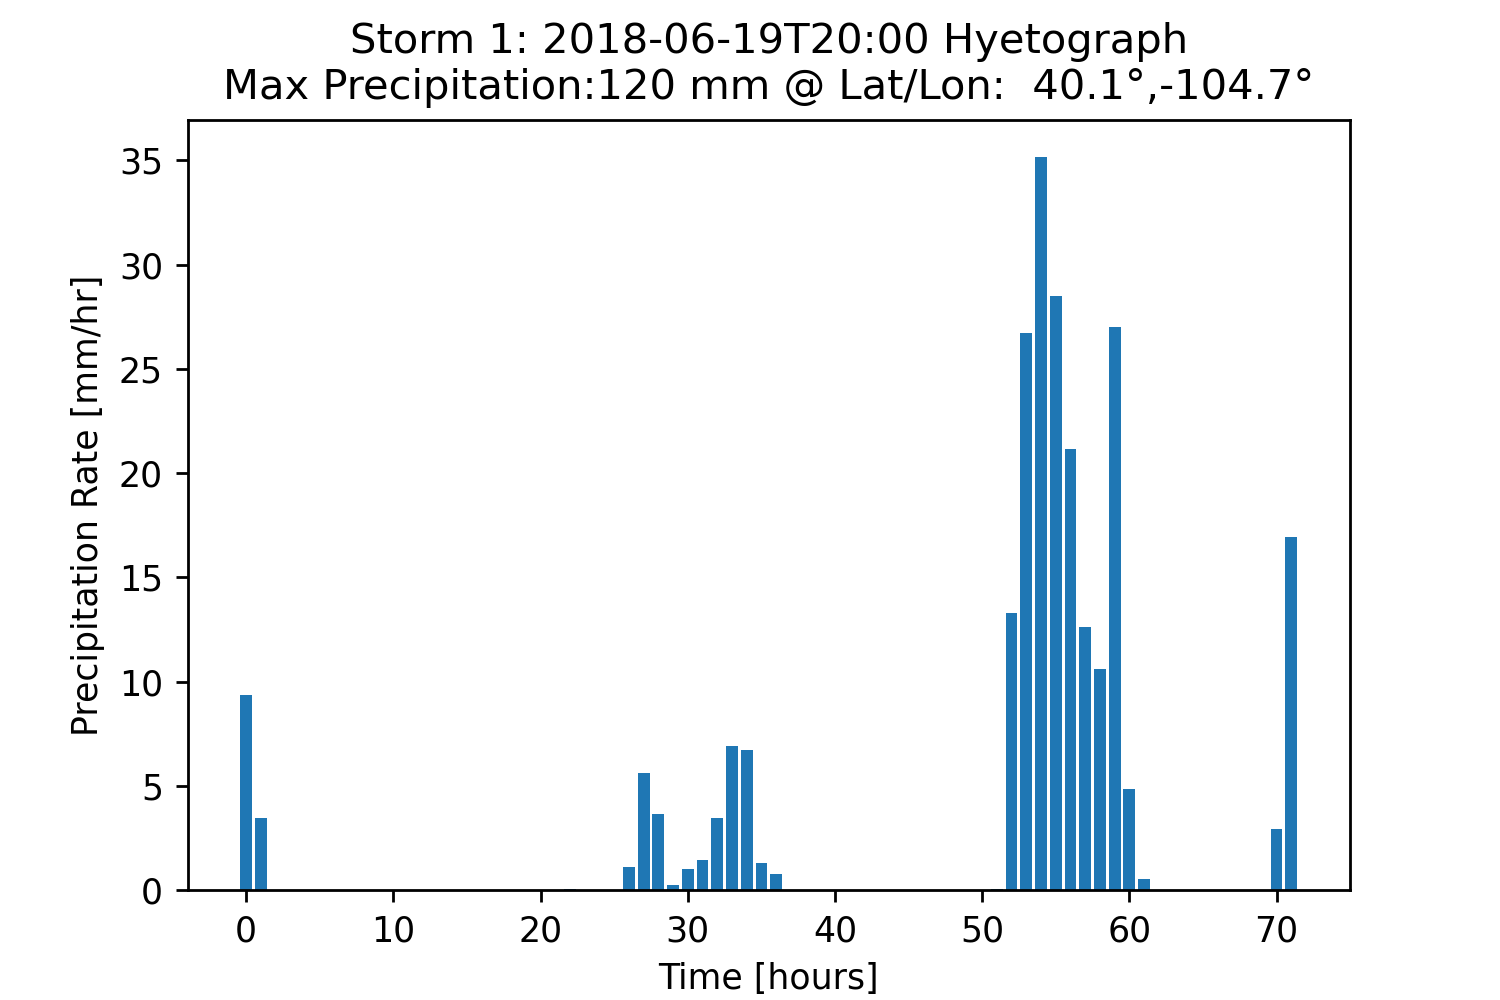 Storm 1: 2018-06-19T20:00 Hyetograph
Max Precipitation:120 mm @ Lat/Lon:  40.1°,-104.7°
Precipitation Rate [mm/hr]
35
30
25
20
15
10
5
0
0 10 20 30 40 50 60 70
Time [hours]